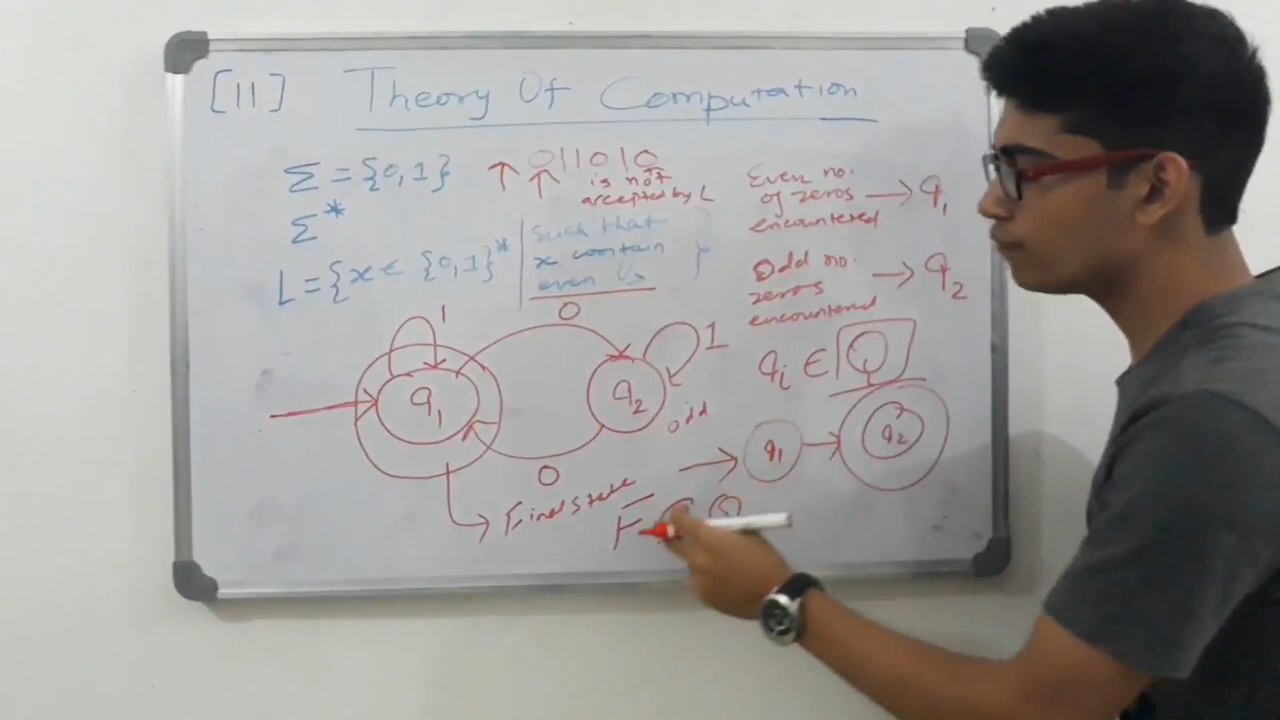 [11] Theory Of Computation
Σ = {0,1}
Σ*
L = {x ∈ {0,1}* | such that
x contain
even 0s }
↑ 0110 10
is not
accepted by L
Even no.
of zeros → q1
encountered
Odd no.
zeros → q2
encountered
qi ∈ Q
1
0
1
q1
q2
odd
0
Final state
q1 → q2
F Q